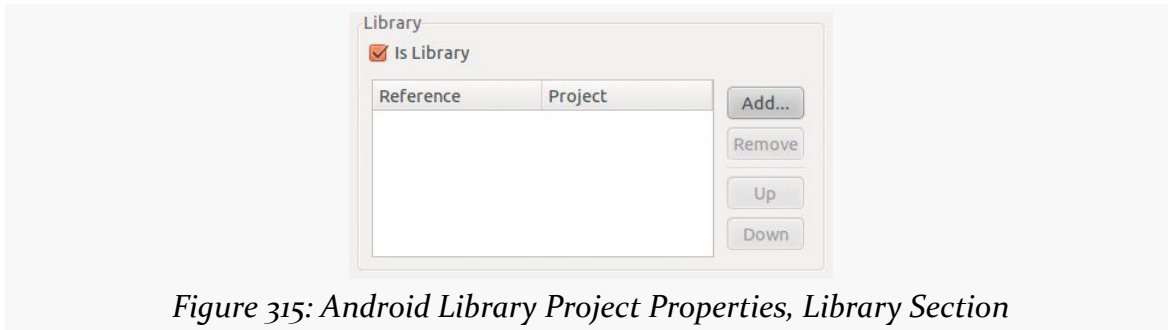 Library
Is Library
Reference Project
Add...
Remove
Up
Down
Figure 315: Android Library Project Properties, Library Section